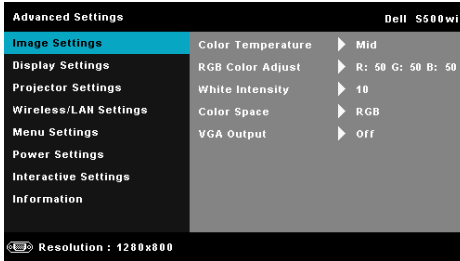 Advanced Settings Dell S500wi
Image Settings
Display Settings
Projector Settings
Wireless/LAN Settings
Menu Settings
Power Settings
Interactive Settings
Information
Color Temperature Mid
RGB Color Adjust R: 50 G: 50 B: 50
White Intensity 10
Color Space RGB
VGA Output Off
Resolution : 1280x800